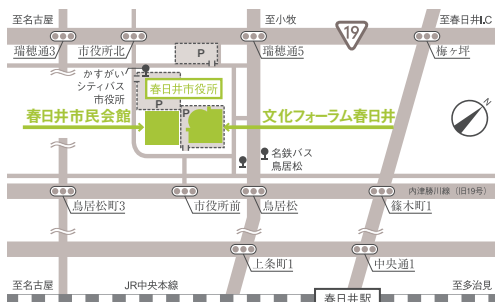 至名古屋
至小牧
至春日井I.C
19
瑞穂通3
市役所北
P
瑞穂通5
梅ヶ坪
かすがい
シティバス
市役所
春日井市役所
P
春日井市民会館
P
文化フォーラム春日井
名鉄バス
鳥居松
内津勝川線（旧19号）
鳥居松町3
市役所前
鳥居松
篠木町1
上条町1
中央通1
至名古屋
JR中央本線
春日井駅
至多治見